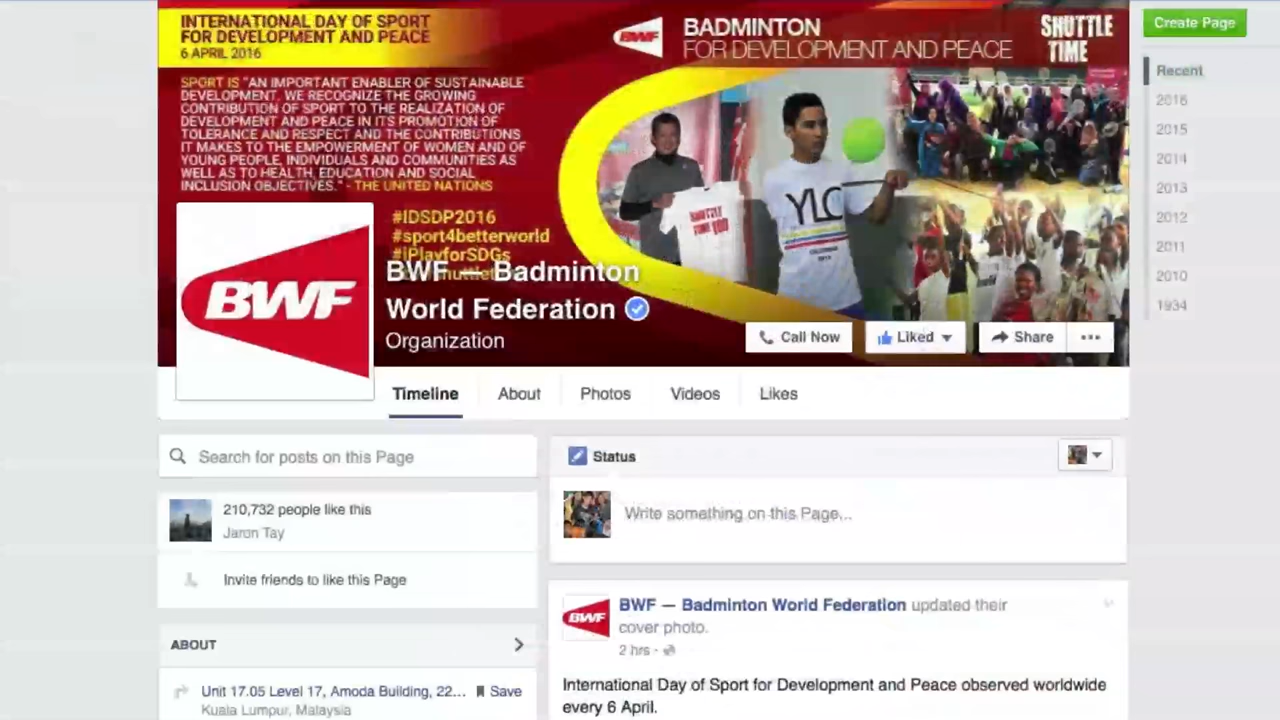 INTERNATIONAL DAY OF SPORT
FOR DEVELOPMENT AND PEACE
6 APRIL 2016
BWF
BADMINTON
FOR DEVELOPMENT AND PEACE
SHUTTLE
TIME
SPORT IS "AN IMPORTANT ENABLER OF SUSTAINABLE
DEVELOPMENT. WE RECOGNIZE THE GROWING
CONTRIBUTION OF SPORT TO THE REALIZATION OF
DEVELOPMENT AND PEACE IN ITS PROMOTION OF
TOLERANCE AND RESPECT AND THE CONTRIBUTIONS
IT MAKES TO THE EMPOWERMENT OF WOMEN AND OF
YOUNG PEOPLE, INDIVIDUALS AND COMMUNITIES AS
WELL AS TO HEALTH, EDUCATION AND SOCIAL
INCLUSION OBJECTIVES." - THE UNITED NATIONS
#IDSDP2016
#sport4betterworld
#IPlayforSDGs
SHUTTLE
TIME
YLC
BWF
BWF — Badminton
World Federation
Organization
Call Now
Liked
Share
Timeline
About
Photos
Videos
Likes
Create Page
Recent
2016
2015
2014
2013
2012
2011
2010
1934
Search for posts on this Page
210,732 people like this
Jaron Tay
Invite friends to like this Page
ABOUT
Unit 17.05 Level 17, Amoda Building, 22... Save
Kuala Lumpur, Malaysia
Status
Write something on this Page...
BWF
BWF — Badminton World Federation updated their
cover photo.
2 hrs ·
International Day of Sport for Development and Peace observed worldwide
every 6 April.